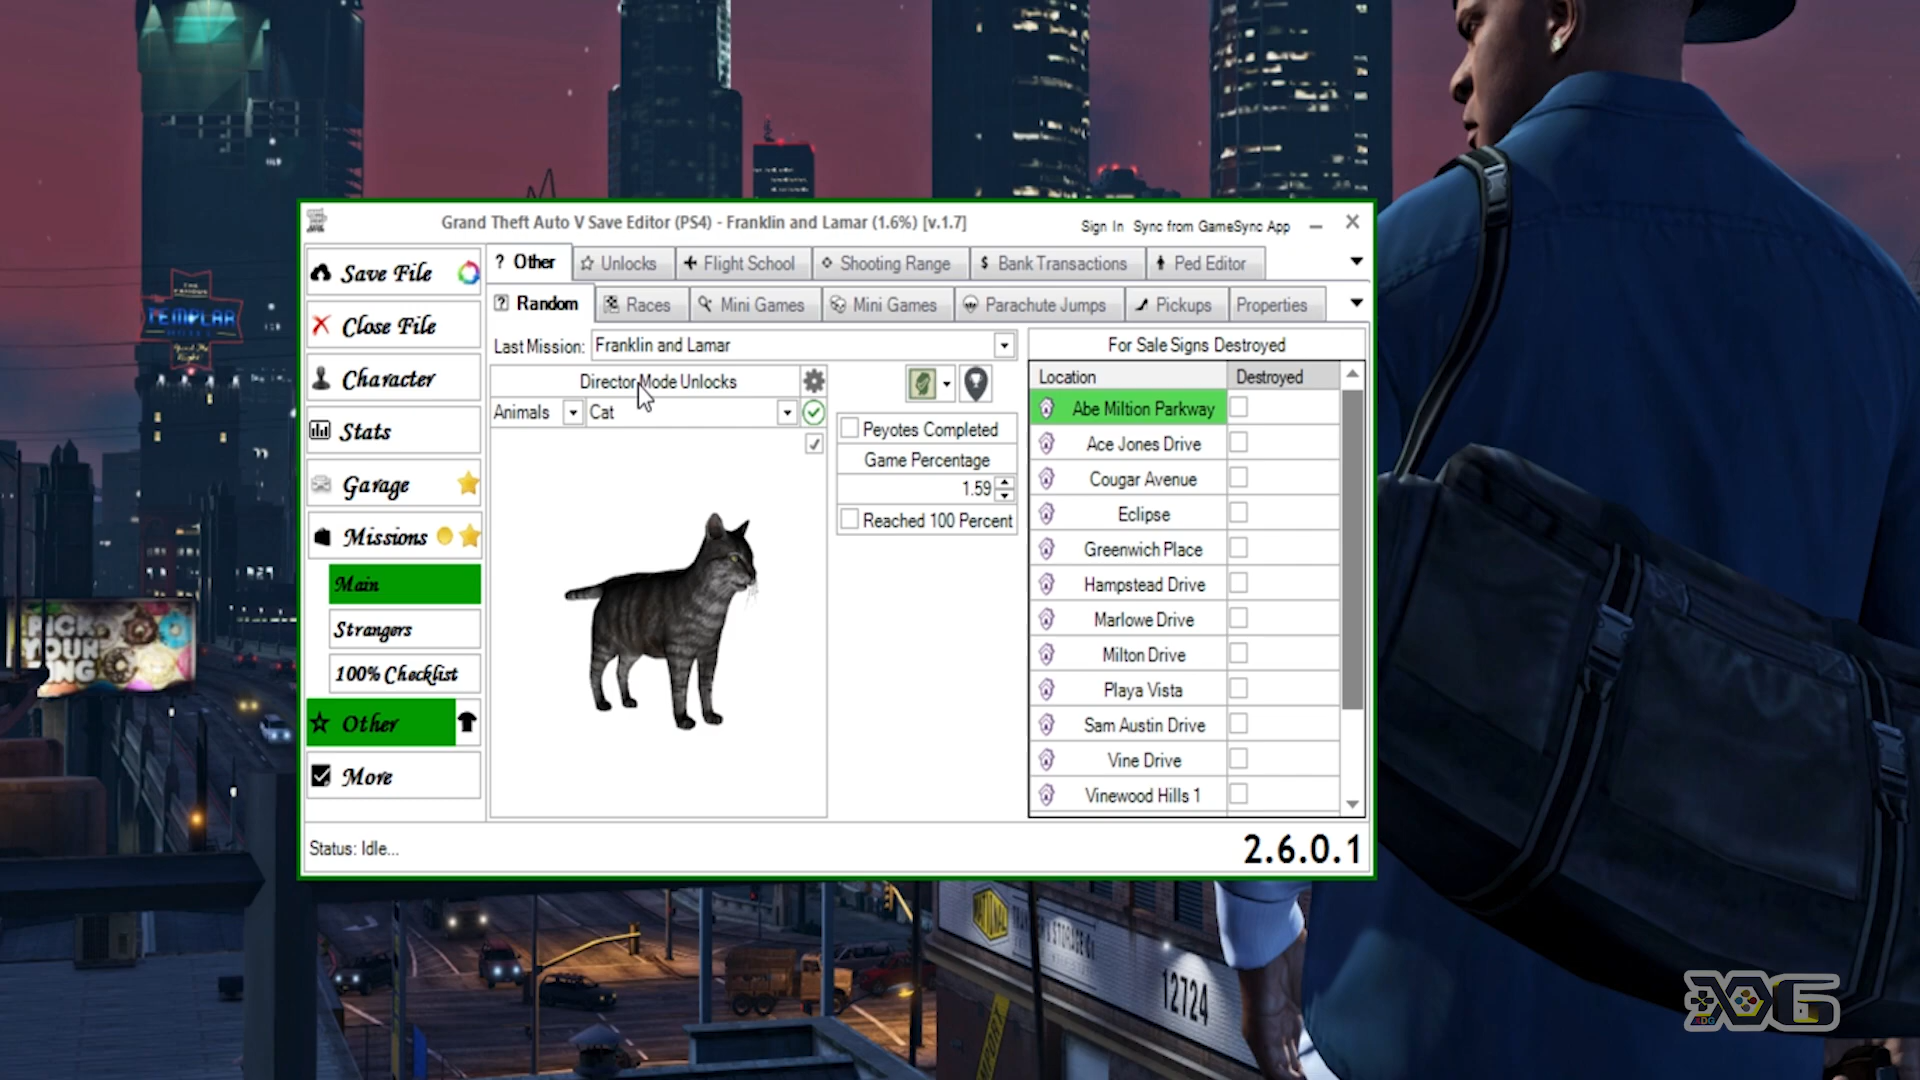 Grand Theft Auto V Save Editor (PS4) - Franklin and Lamar (1.6%) [v.1.7]
Sign In Sync from GameSync App
Save File
Close File
Character
Stats
Garage
Missions
Main
Strangers
100% Checklist
Other
More
? Other
Unlocks
Flight School
Shooting Range
$ Bank Transactions
Ped Editor
Random
Races
Mini Games
Mini Games
Parachute Jumps
Pickups
Properties
Last Mission: Franklin and Lamar
Director Mode Unlocks
Animals Cat
Peyotes Completed
Game Percentage
1.59
Reached 100 Percent
For Sale Signs Destroyed
Location Destroyed
Abe Miltion Parkway
Ace Jones Drive
Cougar Avenue
Eclipse
Greenwich Place
Hampstead Drive
Marlowe Drive
Milton Drive
Playa Vista
Sam Austin Drive
Vine Drive
Vinewood Hills 1
Status: Idle...
2.6.0.1
THE
TEMPLAR
PICK
YOUR
NATIONAL
12724